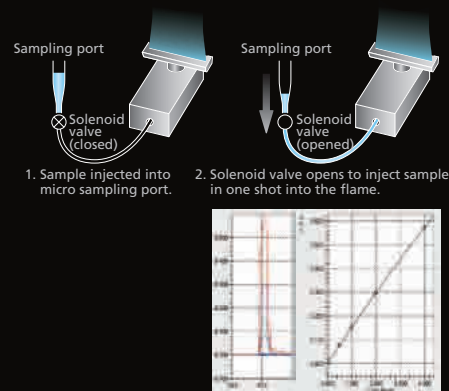 Sampling port
Solenoid
valve
(closed)
1. Sample injected into
micro sampling port.
Sampling port
Solenoid
valve
(opened)
2. Solenoid valve opens to inject sample
in one shot into the flame.